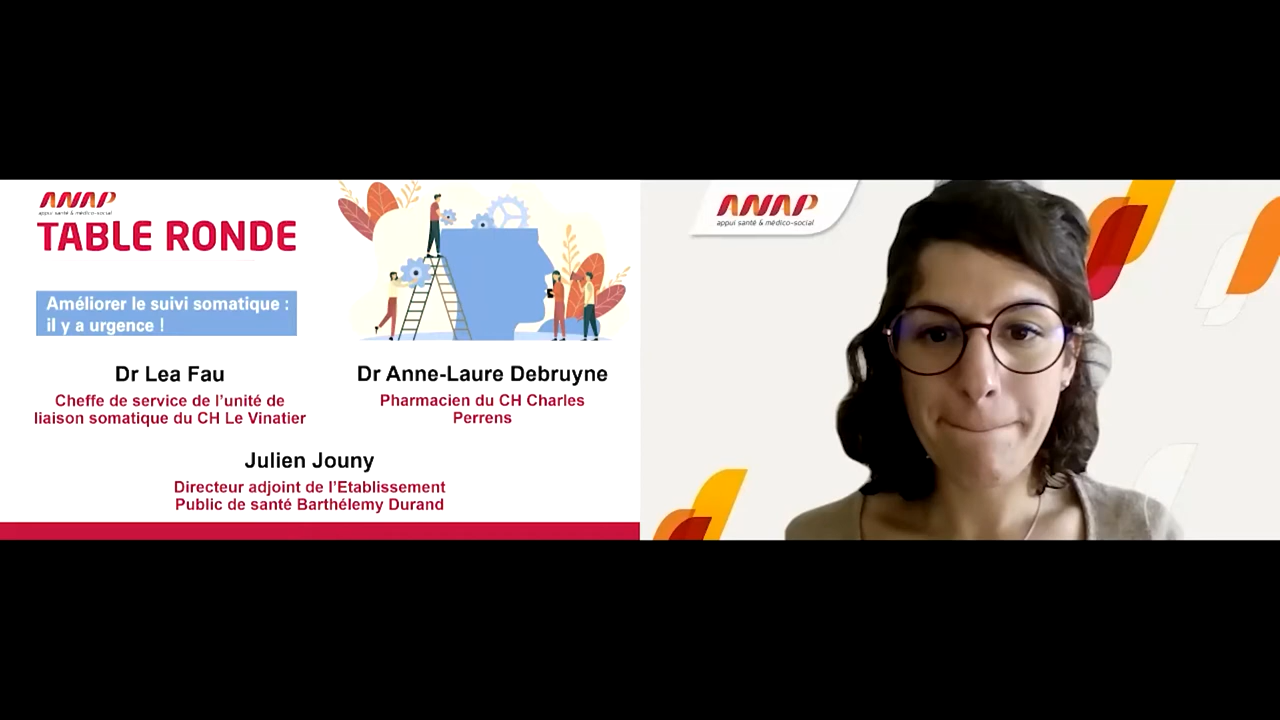 ANAP
appui santé & médico-social
TABLE RONDE
Améliorer le suivi somatique :
il y a urgence !
Dr Lea Fau
Cheffe de service de l'unité de
liaison somatique du CH Le Vinatier
Dr Anne-Laure Debruyne
Pharmacien du CH Charles
Perrens
Julien Jouny
Directeur adjoint de l'Etablissement
Public de santé Barthélemy Durand
ANAP
appui santé & médico-social